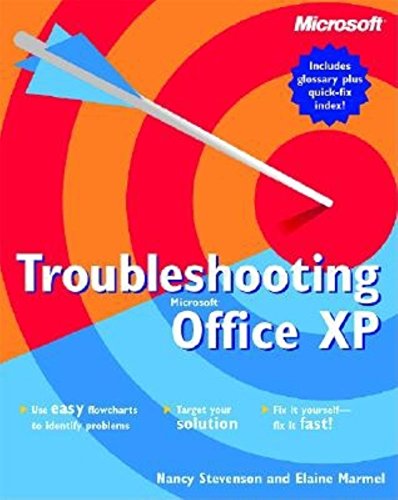 Microsoft
Includes
glossary plus
quick-fix
index!
Troubleshooting
Microsoft
Office XP
Use easy flowcharts
to identify problems
Target your
solution
Fix it yourself—
fix it fast!
Nancy Stevenson and Elaine Marmel